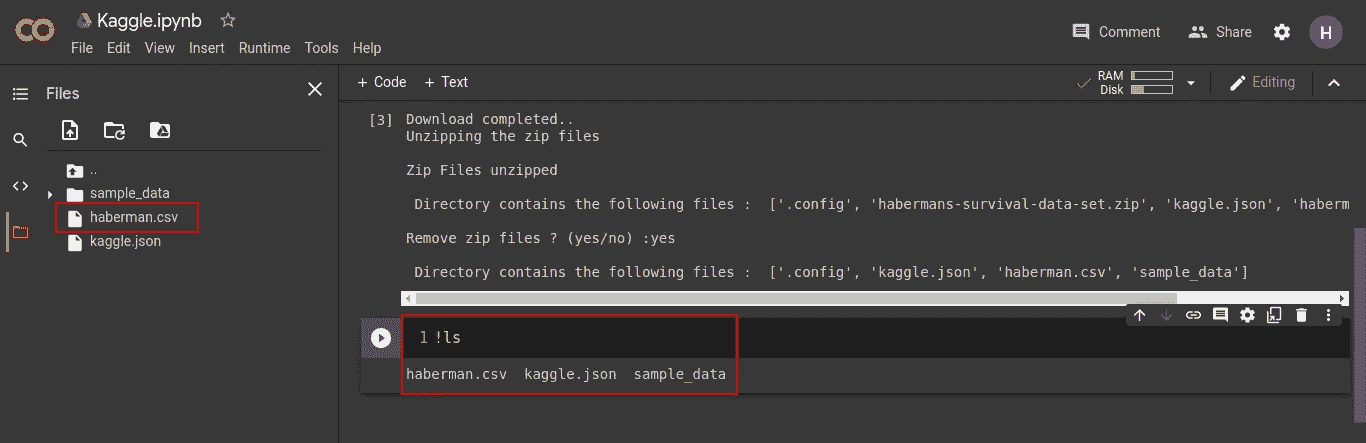 Kaggle.ipynb
File Edit View Insert Runtime Tools Help
Comment Share H
Files
+ Code + Text
RAM
Disk
Editing
..
sample_data
haberman.csv
kaggle.json
[3] Download completed..
Unzipping the zip files
Zip Files unzipped
Directory contains the following files : ['.config', 'habermans-survival-data-set.zip', 'kaggle.json', 'haberm
Remove zip files ? (yes/no) :yes
Directory contains the following files : ['.config', 'kaggle.json', 'haberman.csv', 'sample_data']
1 !ls
haberman.csv kaggle.json sample_data